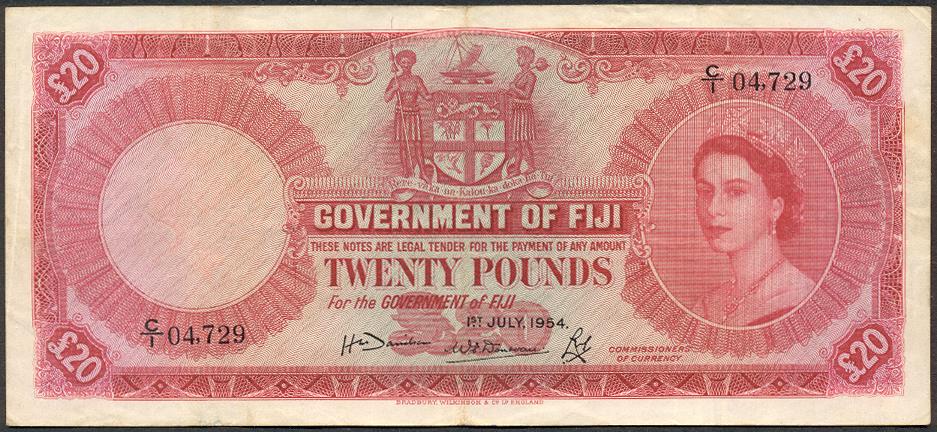 £20
£20
C/1 04,729
Rere-vaka-na-Kalou-ka-doka-na-Tui
GOVERNMENT OF FIJI
THESE NOTES ARE LEGAL TENDER FOR THE PAYMENT OF ANY AMOUNT
TWENTY POUNDS
For the GOVERNMENT of FIJI
1ST JULY, 1954.
C/1 04,729
COMMISSIONERS
OF CURRENCY.
£20
£20
BRADBURY, WILKINSON & Co. LD. ENGLAND